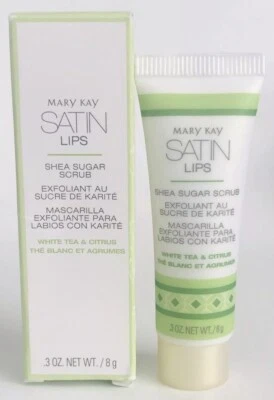 MARY KAY
SATIN
LIPS
SHEA SUGAR
SCRUB
EXFOLIANT AU
SUCRE DE KARITÉ
MASCARILLA
EXFOLIANTE PARA
LABIOS CON KARITÉ
WHITE TEA & CITRUS
THÉ BLANC ET AGRUMES
.3 OZ. NET WT. / 8 g
MARY KAY
SATIN
LIPS
SHEA SUGAR SCRUB
EXFOLIANT AU
SUCRE DE KARITÉ
MASCARILLA
EXFOLIANTE PARA
LABIOS CON KARITÉ
WHITE TEA & CITRUS
THÉ BLANC ET AGRUMES
.3 OZ. NET WT. / 8 g